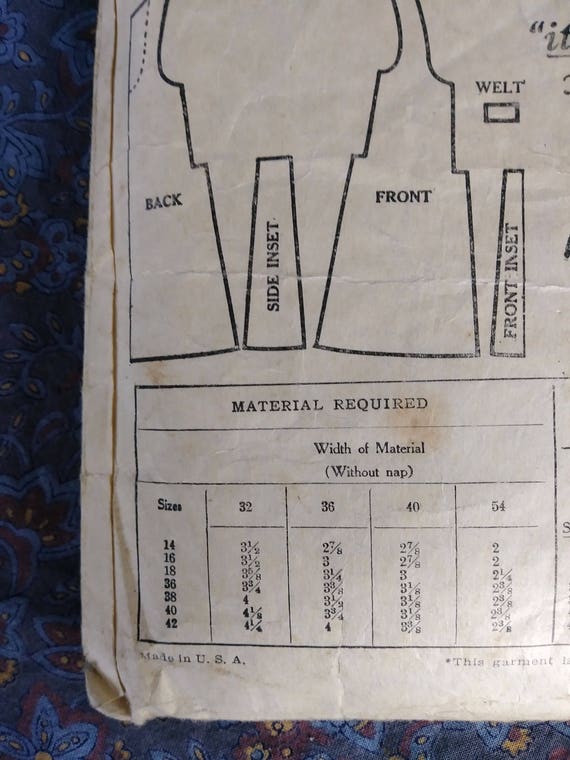 "it
WELT
BACK
SIDE INSET
FRONT
FRONT INSET
MATERIAL REQUIRED
Width of Material
(Without nap)
Sizes 32 36 40 54
14 3½ 2⅞ 2⅞ 2
16 3½ 3 2⅞ 2
18 3⅝ 3¼ 3 2¼
36 3¾ 3⅜ 3⅛ 2⅜
38 4 3½ 3⅛ 2⅜
40 4⅛ 3¾ 3⅛ 2⅜
42 4¼ 4 3⅜ 2⅜
S
Made in U. S. A. *This garment is